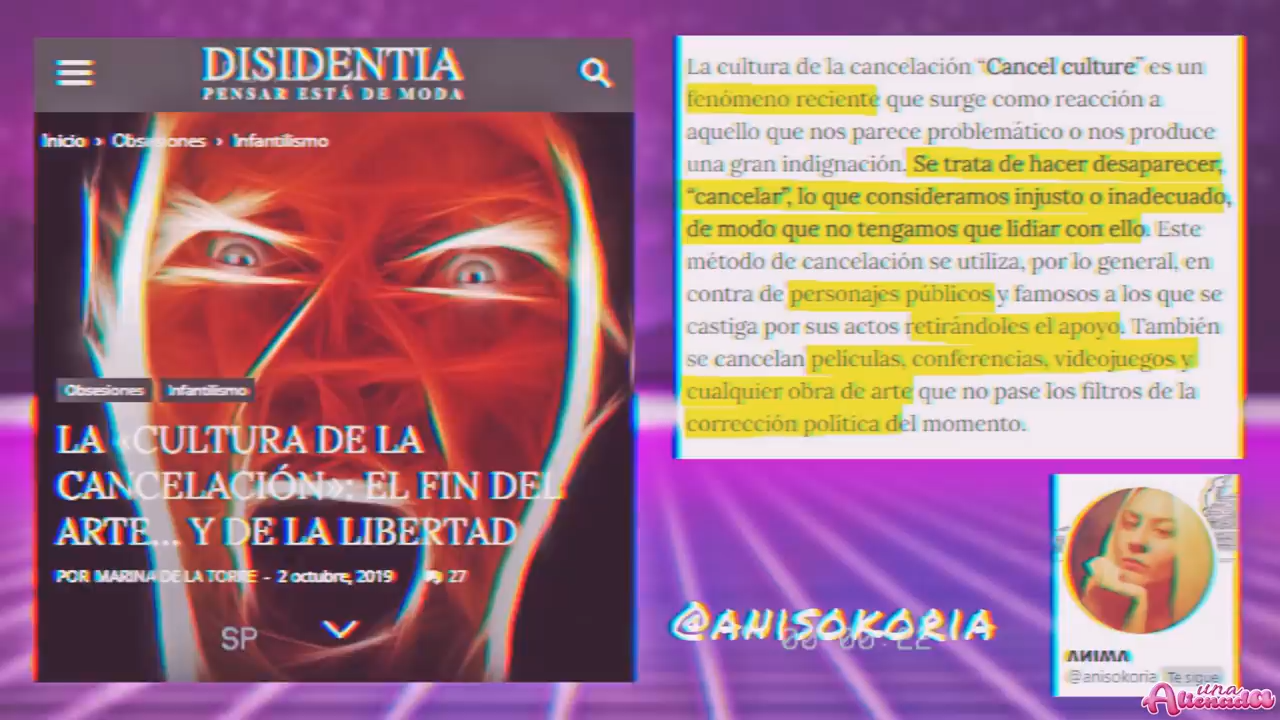 DISIDENTIA
PENSAR ESTÁ DE MODA
Inicio › Obsesiones › Infantilismo
Obsesiones Infantilismo
LA «CULTURA DE LA
CANCELACIÓN»: EL FIN DEL
ARTE... Y DE LA LIBERTAD
POR MARINA DE LA TORRE - 2 octubre, 2019 27
SP
La cultura de la cancelación “Cancel culture” es un
fenómeno reciente que surge como reacción a
aquello que nos parece problemático o nos produce
una gran indignación. Se trata de hacer desaparecer,
“cancelar”, lo que consideramos injusto o inadecuado,
de modo que no tengamos que lidiar con ello. Este
método de cancelación se utiliza, por lo general, en
contra de personajes públicos y famosos a los que se
castiga por sus actos retirándoles el apoyo. También
se cancelan películas, conferencias, videojuegos y
cualquier obra de arte que no pase los filtros de la
corrección política del momento.
@ANISOKORIA
ANIMA
@anisokoria Te sigue
una Alienada